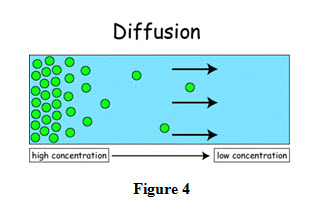 Diffusion
high concentration
low concentration
Figure 4